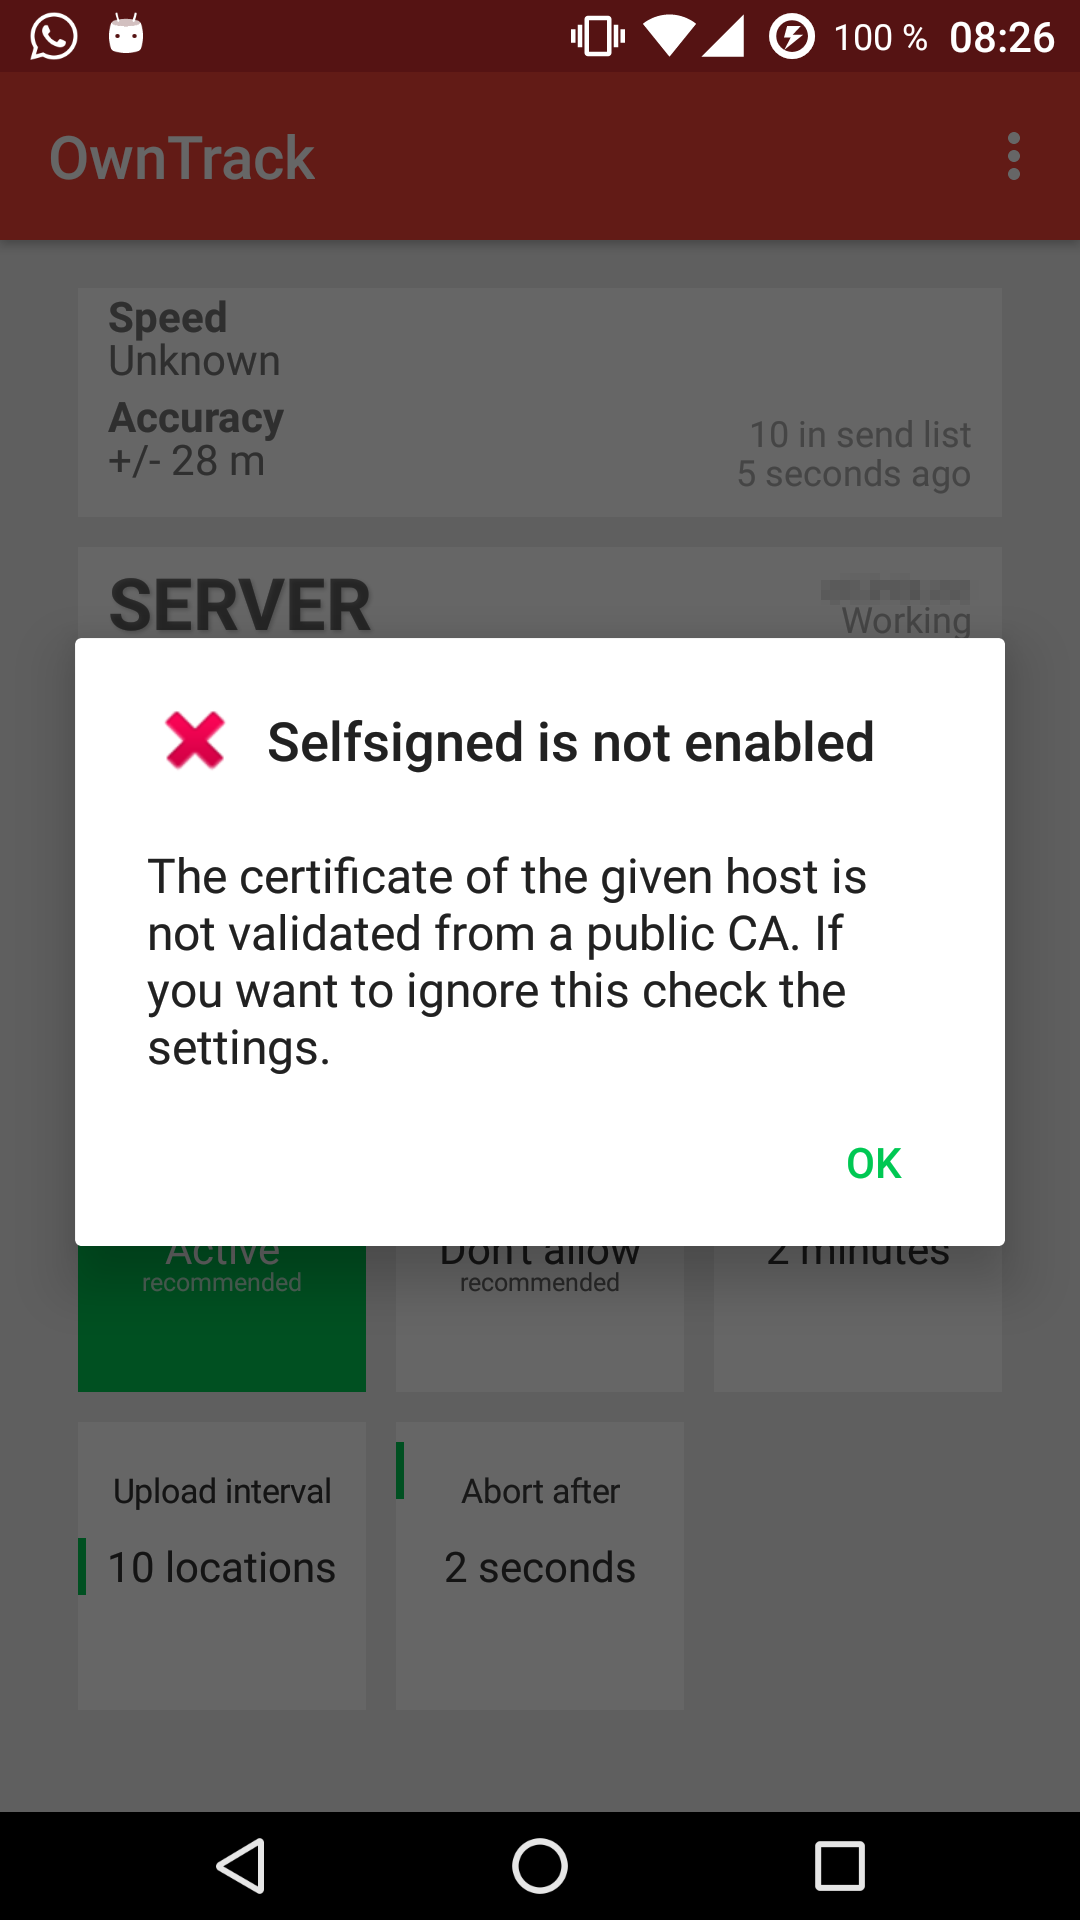 100 % 08:26
OwnTrack
Speed
Unknown
Accuracy
+/- 28 m
10 in send list
5 seconds ago
SERVER
Working
Selfsigned is not enabled
The certificate of the given host is
not validated from a public CA. If
you want to ignore this check the
settings.
OK
Active
recommended
Don't allow
recommended
2 minutes
Upload interval
10 locations
Abort after
2 seconds